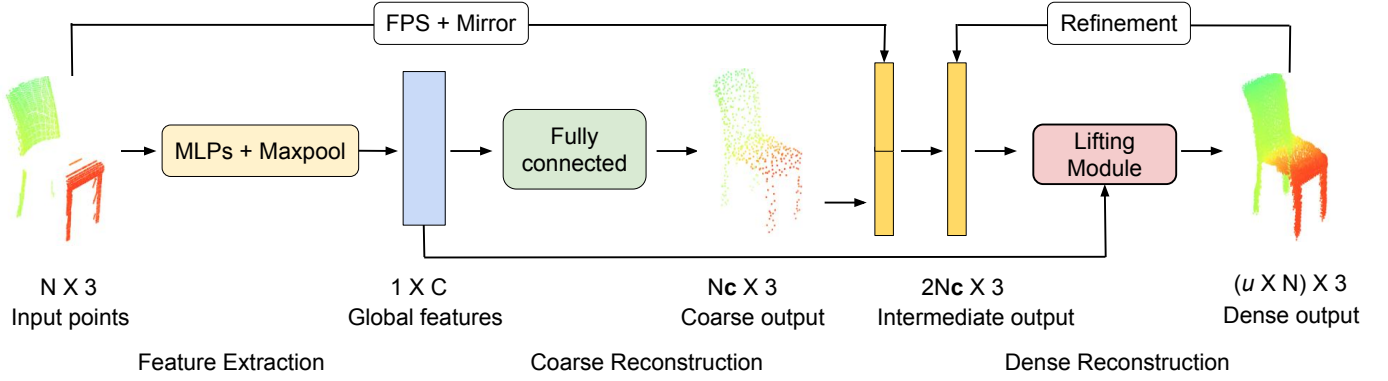 FPS + Mirror
Refinement
MLPs + Maxpool
Fully
connected
Lifting
Module
N X 3
Input points
1 X C
Global features
Nc X 3
Coarse output
2Nc X 3
Intermediate output
(u X N) X 3
Dense output
Feature Extraction
Coarse Reconstruction
Dense Reconstruction